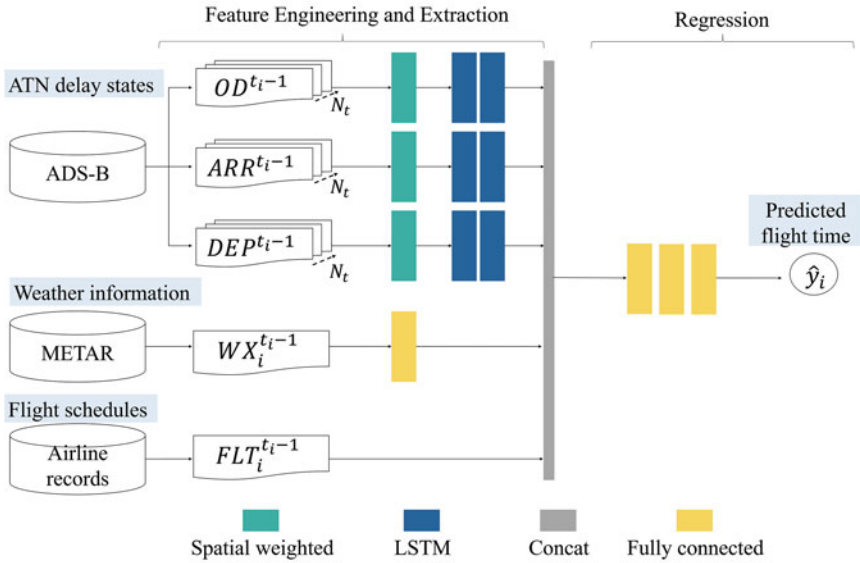 Feature Engineering and Extraction
Regression
ATN delay states
OD^{t_i-1}
N_t
ADS-B
ARR^{t_i-1}
N_t
DEP^{t_i-1}
N_t
Predicted
flight time
ŷ_i
Weather information
METAR
WX_i^{t_i-1}
Flight schedules
Airline
records
FLT_i^{t_i-1}
Spatial weighted
LSTM
Concat
Fully connected